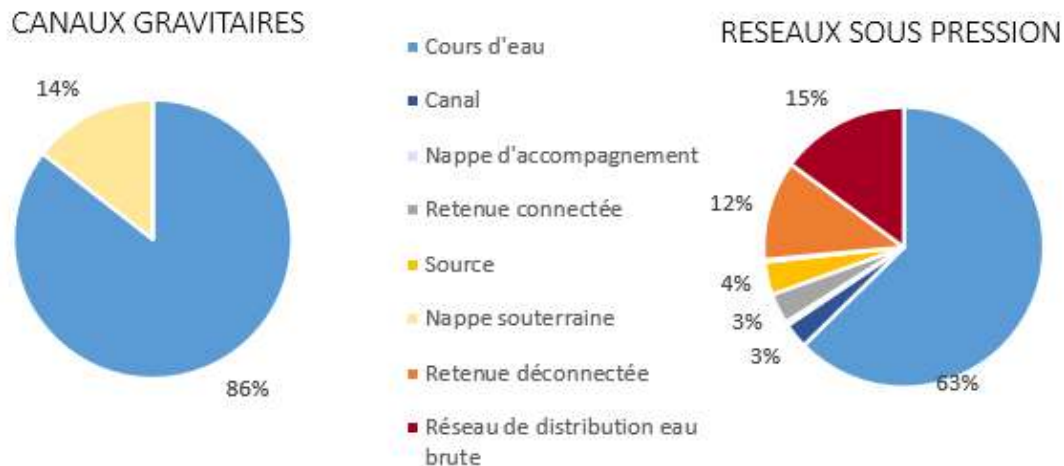 CANAUX GRAVITAIRES
14%
86%
Cours d'eau
Canal
Nappe d'accompagnement
Retenue connectée
Source
Nappe souterraine
Retenue déconnectée
Réseau de distribution eau
brute
RESEAUX SOUS PRESSION
15%
12%
4%
3%
3%
63%